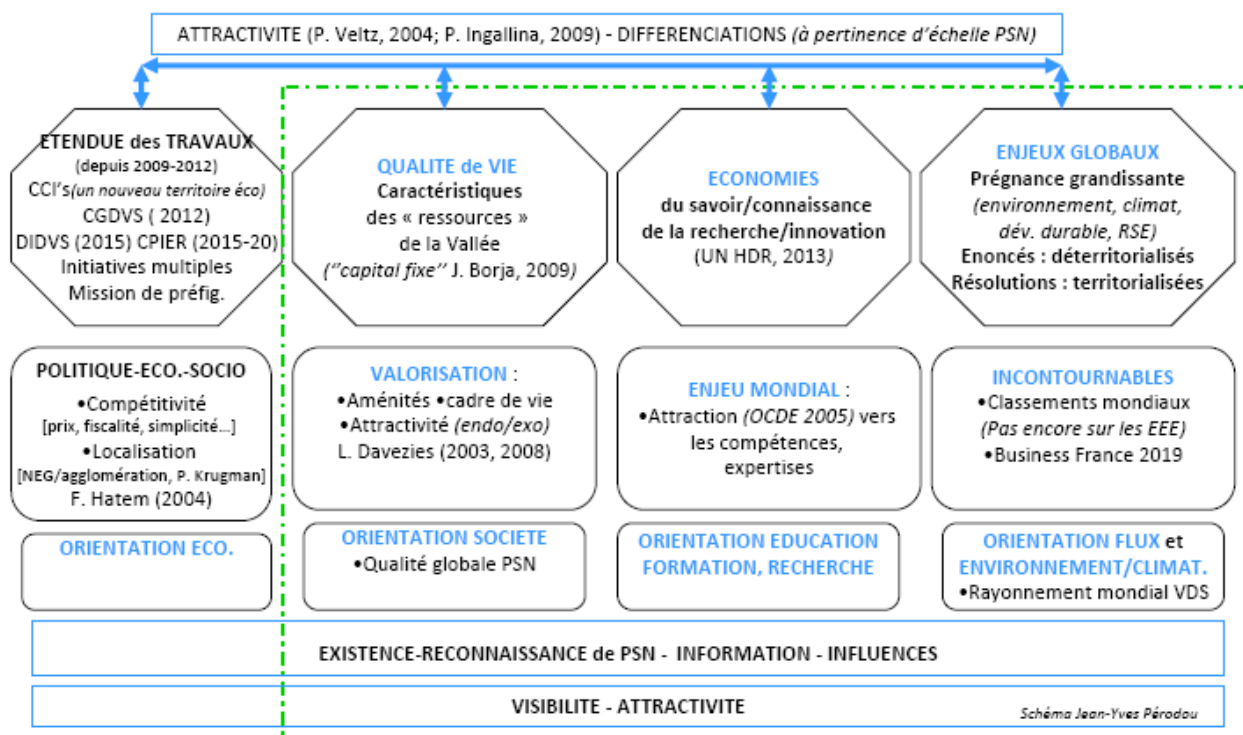 ATTRACTIVITE (P. Veltz, 2004; P. Ingallina, 2009) - DIFFERENCIATIONS (à pertinence d'échelle PSN)
ETENDUE des TRAVAUX
(depuis 2009-2012)
CCI's(un nouveau territoire éco)
CGDVS ( 2012)
DIDVS (2015) CPIER (2015-20)
Initiatives multiples
Mission de préfig.
QUALITE de VIE
Caractéristiques
des « ressources »
de la Vallée
(‘’capital fixe’’ J. Borja, 2009)
ECONOMIES
du savoir/connaissance
de la recherche/innovation
(UN HDR, 2013)
ENJEUX GLOBAUX
Prégnance grandissante
(environnement, climat,
dév. durable, RSE)
Enoncés : déterritorialisés
Résolutions : territorialisées
POLITIQUE-ECO.-SOCIO
•Compétitivité
[prix, fiscalité, simplicité…]
•Localisation
[NEG/agglomération, P. Krugman]
F. Hatem (2004)
VALORISATION :
•Aménités •cadre de vie
•Attractivité (endo/exo)
L. Davezies (2003, 2008)
ENJEU MONDIAL :
•Attraction (OCDE 2005) vers
les compétences,
expertises
INCONTOURNABLES
•Classements mondiaux
(Pas encore sur les EEE)
•Business France 2019
ORIENTATION ECO.
ORIENTATION SOCIETE
•Qualité globale PSN
ORIENTATION EDUCATION
FORMATION, RECHERCHE
ORIENTATION FLUX et
ENVIRONNEMENT/CLIMAT.
•Rayonnement mondial VDS
EXISTENCE-RECONNAISSANCE de PSN - INFORMATION - INFLUENCES
VISIBILITE - ATTRACTIVITE
Schéma Jean-Yves Pérodou